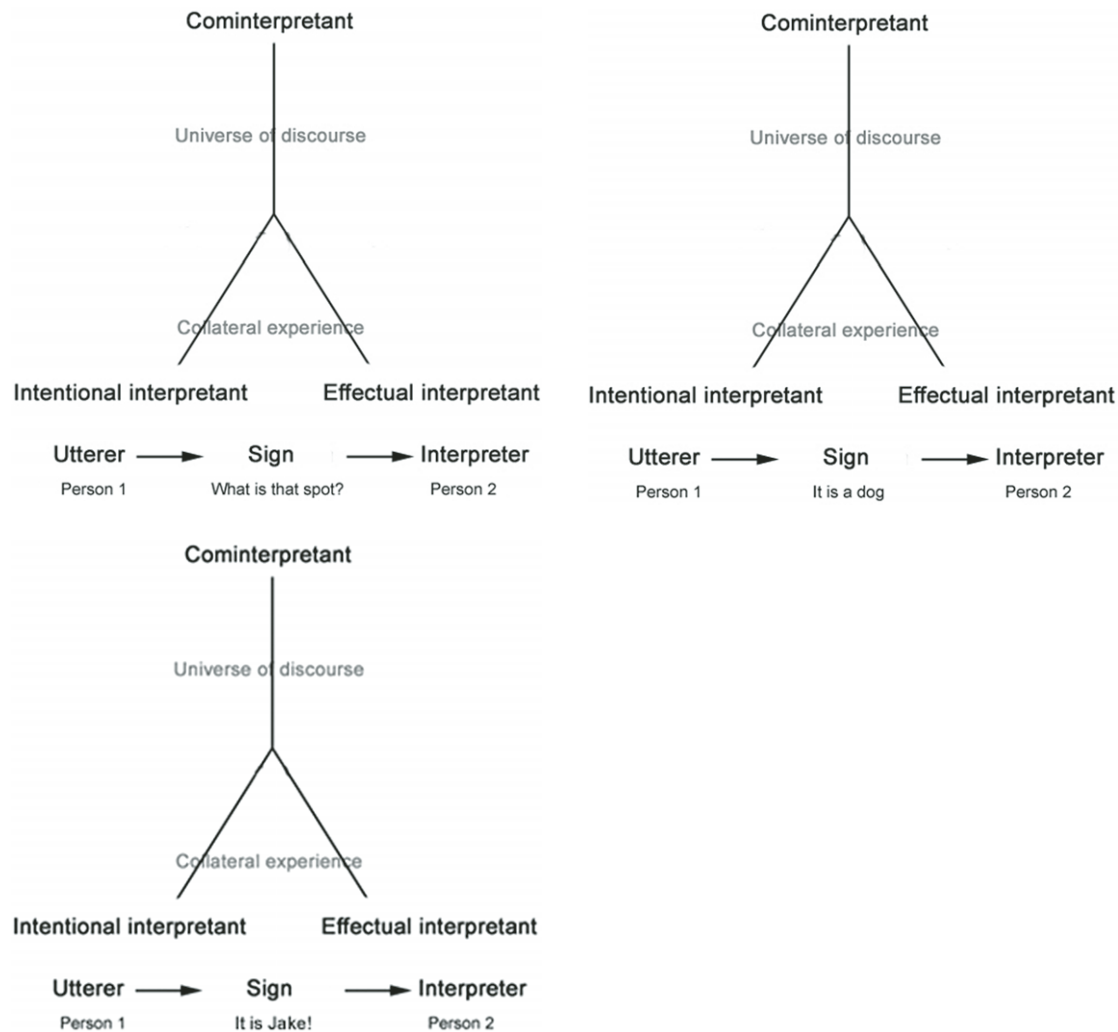 Cominterpretant
Universe of discourse
Collateral experience
Intentional interpretant Effectual interpretant
Utterer Sign Interpreter
Person 1 What is that spot? Person 2
Cominterpretant
Universe of discourse
Collateral experience
Intentional interpretant Effectual interpretant
Utterer Sign Interpreter
Person 1 It is a dog Person 2
Cominterpretant
Universe of discourse
Collateral experience
Intentional interpretant Effectual interpretant
Utterer Sign Interpreter
Person 1 It is Jake! Person 2